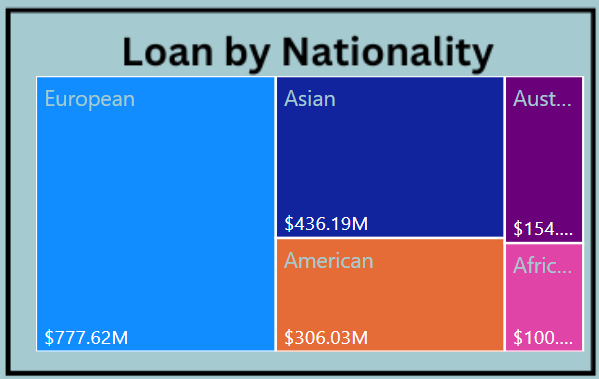 Loan by Nationality
European
$777.62M
Asian
$436.19M
American
$306.03M
Aust...
$154....
Afric...
$100....